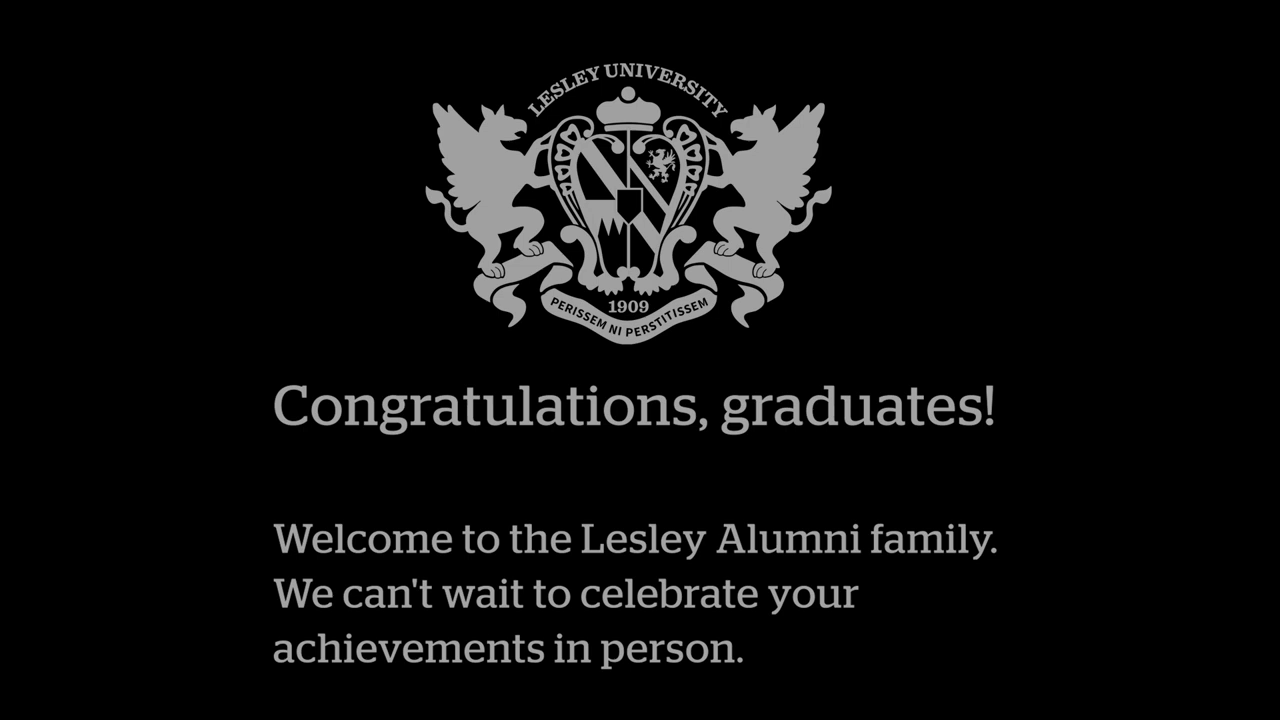 LESLEY UNIVERSITY
1909
PERISSEM NI PERSTITISSEM
Congratulations, graduates!
Welcome to the Lesley Alumni family.
We can't wait to celebrate your
achievements in person.